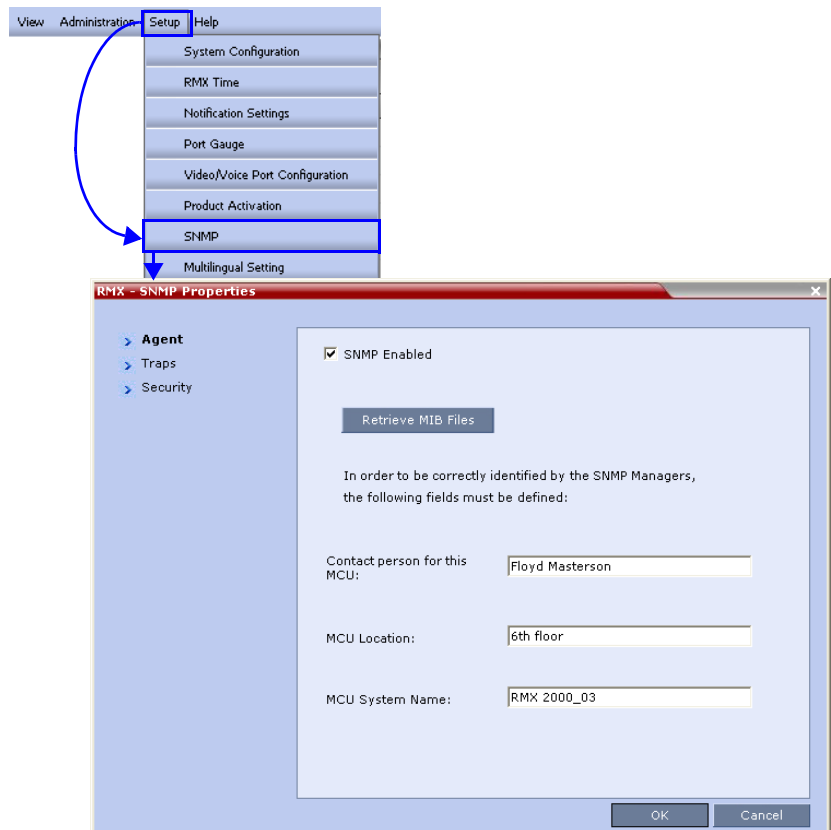 View Administration Setup Help
System Configuration
RMX Time
Notification Settings
Port Gauge
Video/Voice Port Configuration
Product Activation
SNMP
Multilingual Setting
RMX - SNMP Properties
Agent
Traps
Security
SNMP Enabled
Retrieve MIB Files
In order to be correctly identified by the SNMP Managers,
the following fields must be defined:
Contact person for this
MCU:
Floyd Masterson
MCU Location:
6th floor
MCU System Name:
RMX 2000_03
OK Cancel